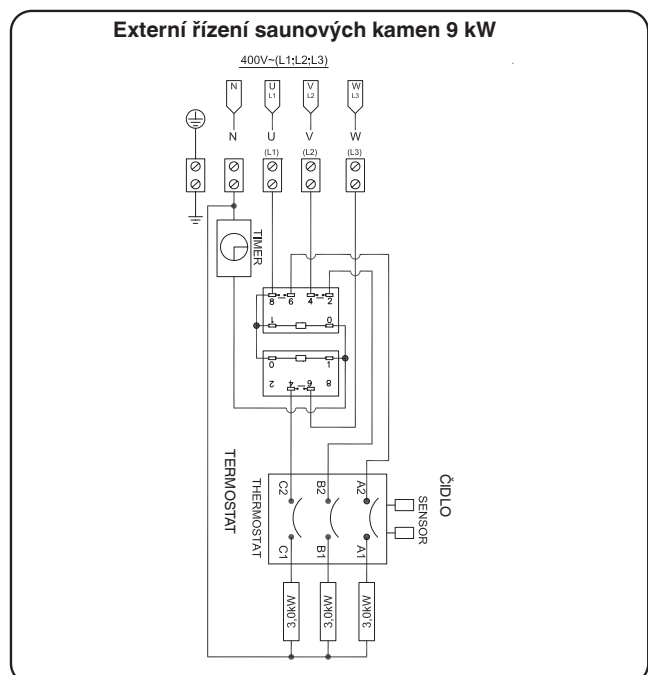 Externí řízení saunových kamen 9 kW
400V~(L1;L2;L3)
N
U
L1
V
L2
W
L3
N
U
V
W
(L1)
(L2)
(L3)
TIMER
8
6
4
2
1
0
0
1
2
4
6
8
TERMOSTAT
THERMOSTAT
C2
B2
A2
ČIDLO
SENSOR
C1
B1
A1
3,0KW
3,0KW
3,0KW